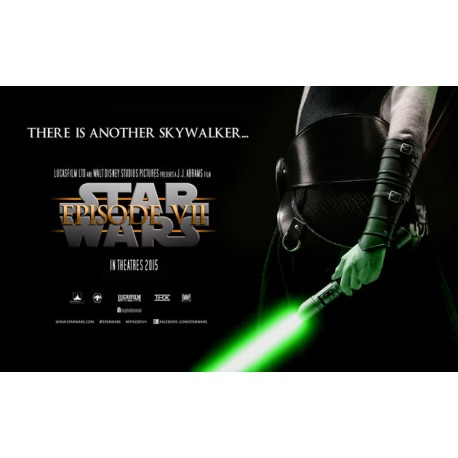 THERE IS ANOTHER SKYWALKER...
LUCASFILM LTD AND WALT DISNEY STUDIOS PICTURES PRESENTS A J.J. ABRAMS FILM
STAR
EPISODE VII
WARS
IN THEATRES 2015
LUCASFILM THX
WWW.STARWARS.COM @STARWARS #EPISODEVII FACEBOOK.COM/STARWARS